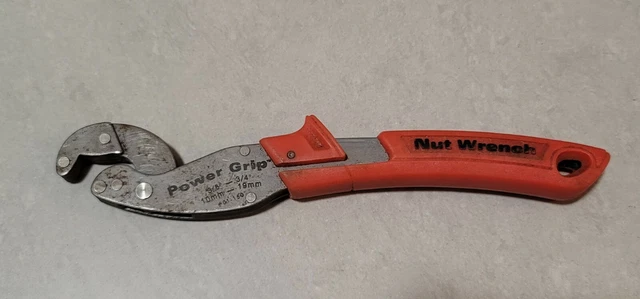 Power Grip
3/8" - 3/4"
10mm - 19mm
Nut Wrench